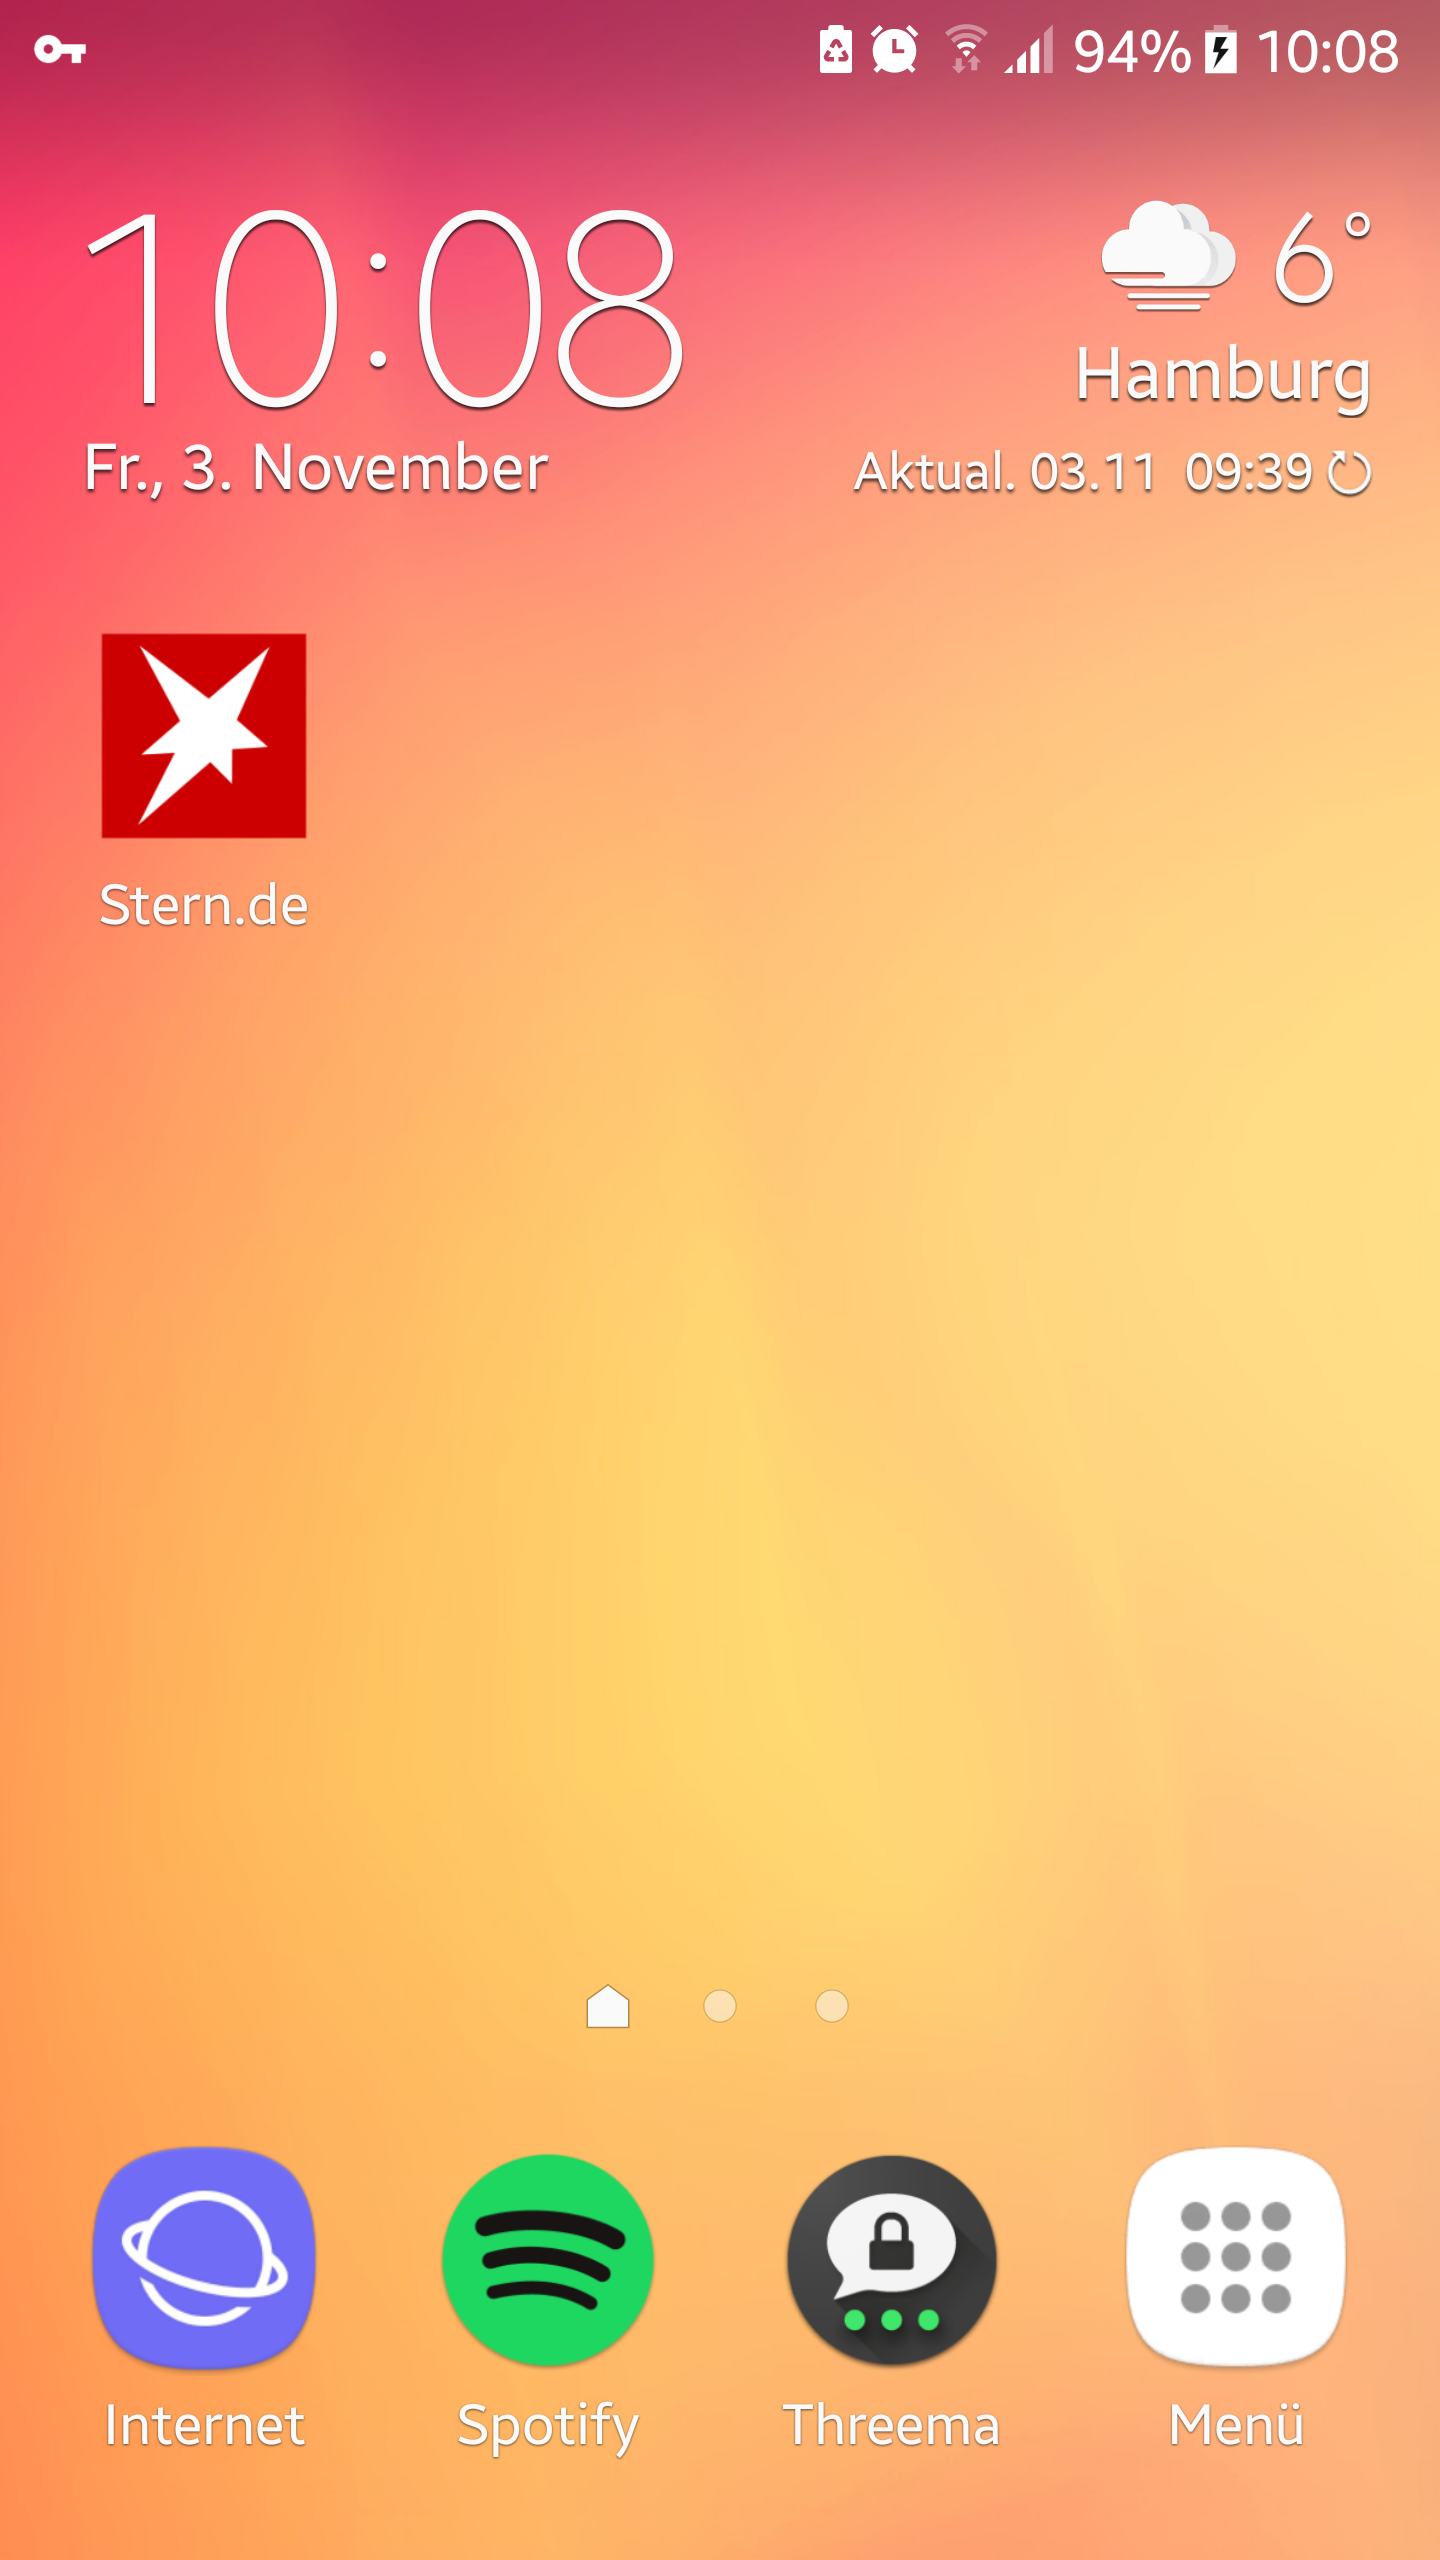 94% 10:08
10:08
6°
Hamburg
Fr., 3. November
Aktual. 03.11 09:39
Stern.de
Internet
Spotify
Threema
Menü